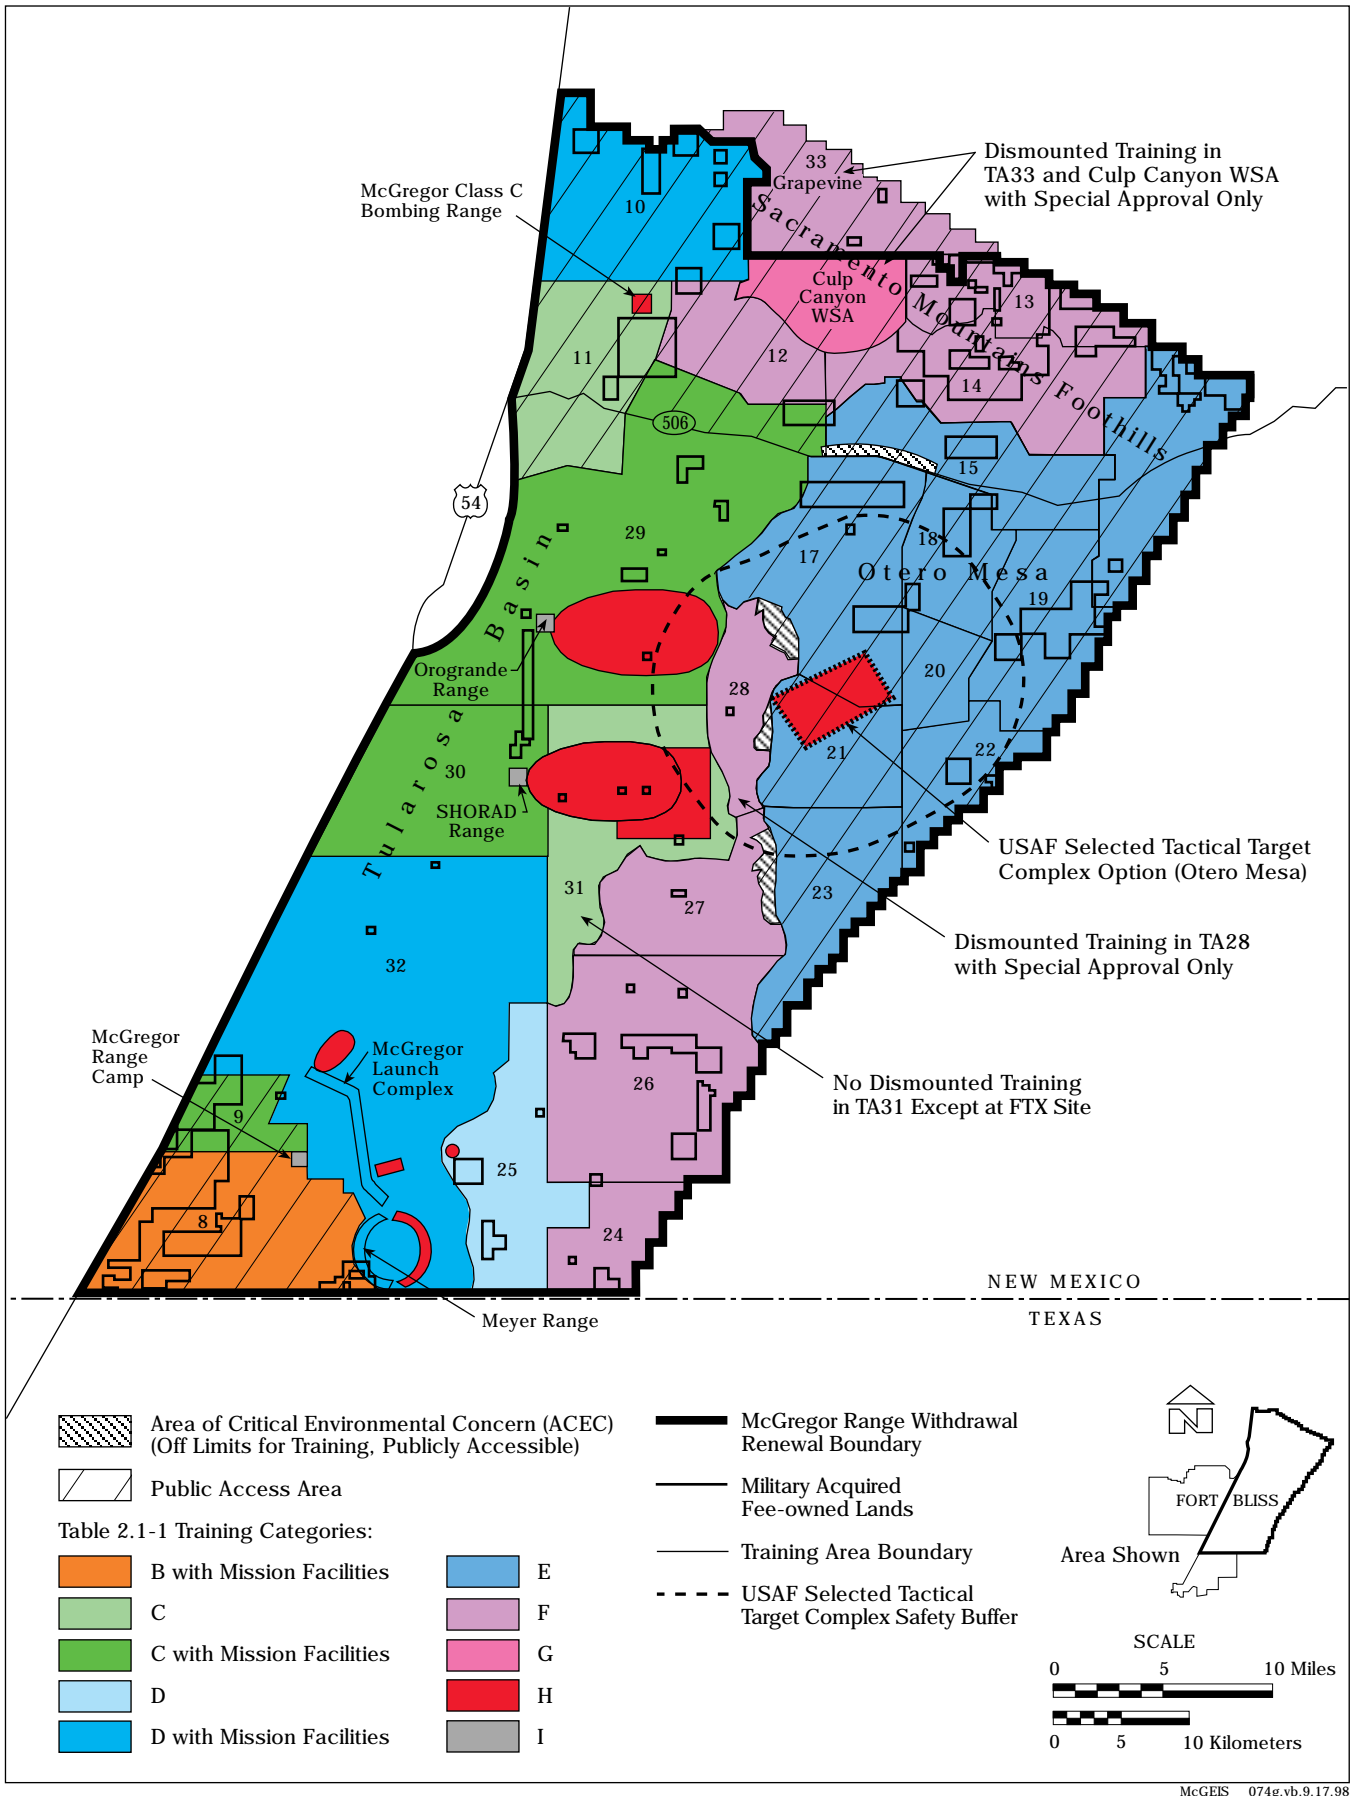 Dismounted Training in
TA33 and Culp Canyon WSA
with Special Approval Only
33
Grapevine
McGregor Class C
Bombing Range
10
Sacramento Mountains Foothills
Culp
Canyon
WSA
13
11
12
14
506
15
54
29
17
18
Otero Mesa
19
Tularosa Basin
Orogrande
Range
28
20
21
22
30
SHORAD
Range
USAF Selected Tactical Target
Complex Option (Otero Mesa)
31
27
23
Dismounted Training in TA28
with Special Approval Only
32
McGregor
Range
Camp
McGregor
Launch
Complex
26
No Dismounted Training
in TA31 Except at FTX Site
9
25
8
24
NEW MEXICO
TEXAS
Meyer Range
Area of Critical Environmental Concern (ACEC)
(Off Limits for Training, Publicly Accessible)
Public Access Area
Table 2.1-1 Training Categories:
B with Mission Facilities
C
C with Mission Facilities
D
D with Mission Facilities
E
F
G
H
I
McGregor Range Withdrawal
Renewal Boundary
Military Acquired
Fee-owned Lands
Training Area Boundary
USAF Selected Tactical
Target Complex Safety Buffer
N
FORT BLISS
Area Shown
SCALE
0 5 10 Miles
0 5 10 Kilometers
McGEIS 074g.yb.9.17.98